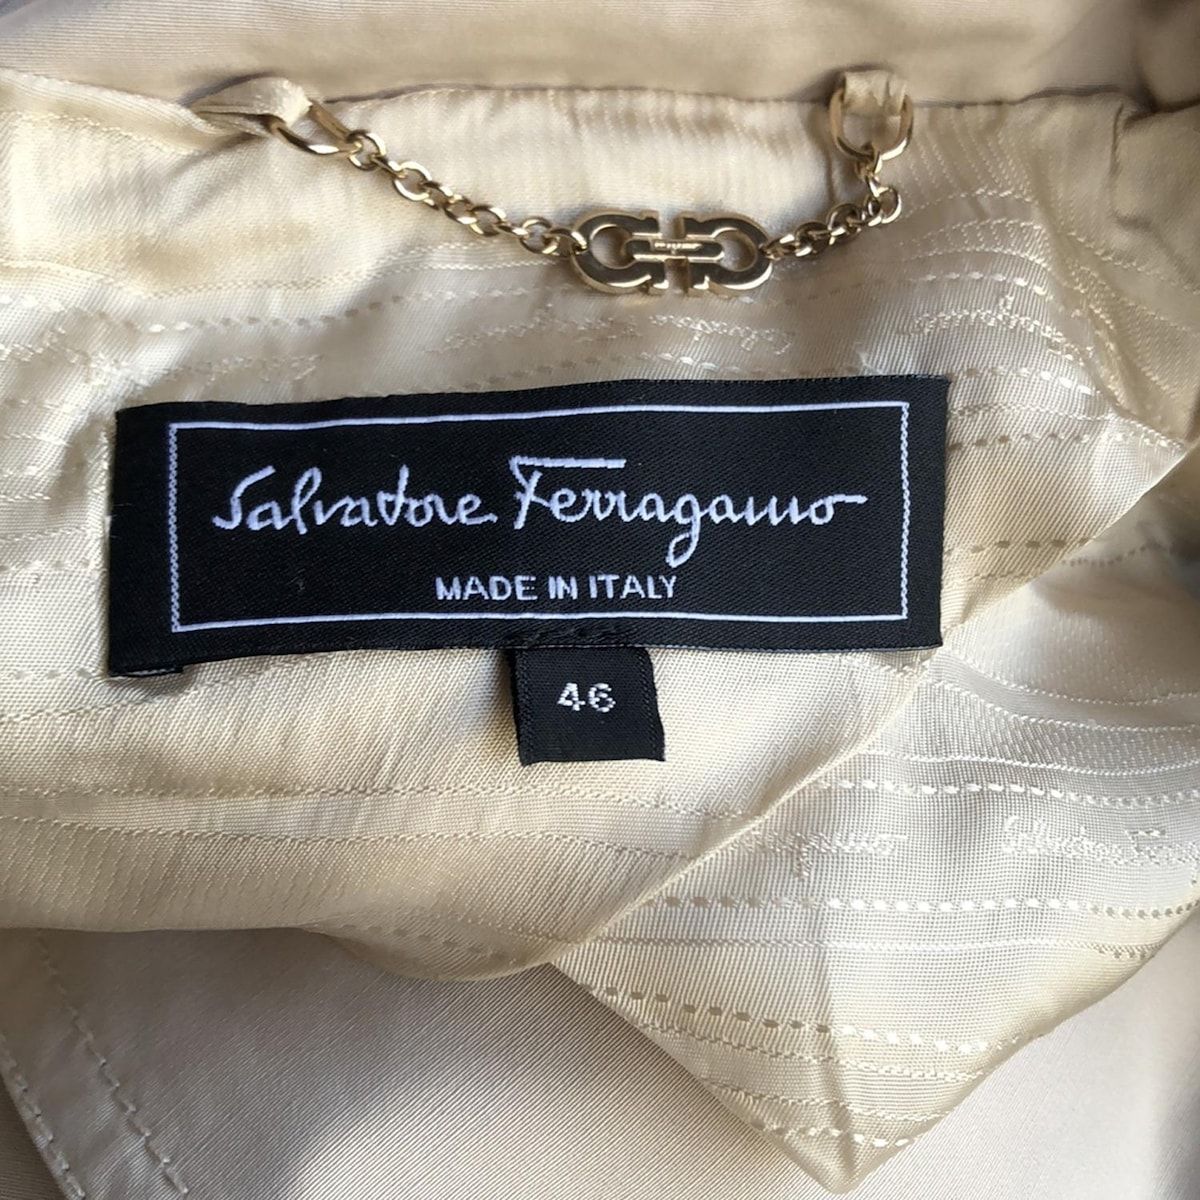 Salvatore Ferragamo
MADE IN ITALY
46